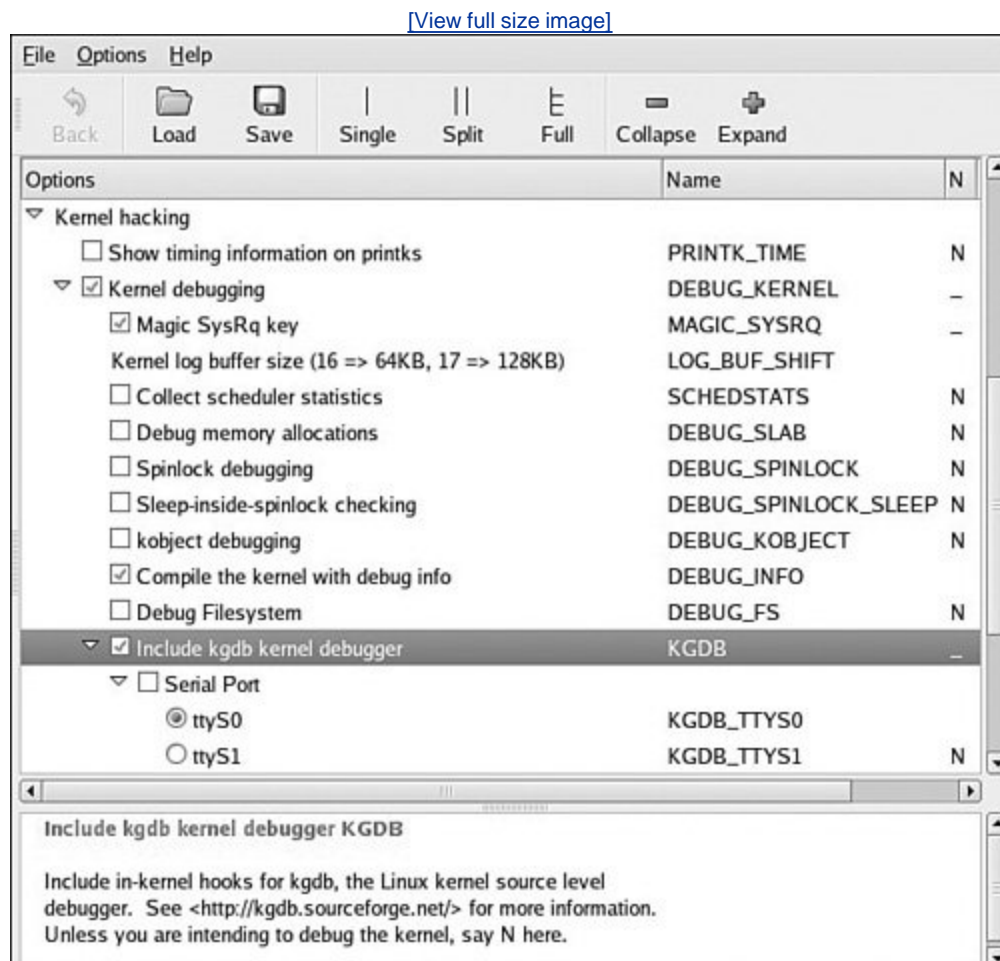 [View full size image]
File Options Help
Back Load Save Single Split Full Collapse Expand
Options Name N
Kernel hacking
Show timing information on printks PRINTK_TIME N
Kernel debugging DEBUG_KERNEL _
Magic SysRq key MAGIC_SYSRQ _
Kernel log buffer size (16 => 64KB, 17 => 128KB) LOG_BUF_SHIFT
Collect scheduler statistics SCHEDSTATS N
Debug memory allocations DEBUG_SLAB N
Spinlock debugging DEBUG_SPINLOCK N
Sleep-inside-spinlock checking DEBUG_SPINLOCK_SLEEP N
kobject debugging DEBUG_KOBJECT N
Compile the kernel with debug info DEBUG_INFO
Debug Filesystem DEBUG_FS N
Include kgdb kernel debugger KGDB _
Serial Port
ttyS0 KGDB_TTYS0
ttyS1 KGDB_TTYS1 N
Include kgdb kernel debugger KGDB
Include in-kernel hooks for kgdb, the Linux kernel source level
debugger. See <http://kgdb.sourceforge.net/> for more information.
Unless you are intending to debug the kernel, say N here.